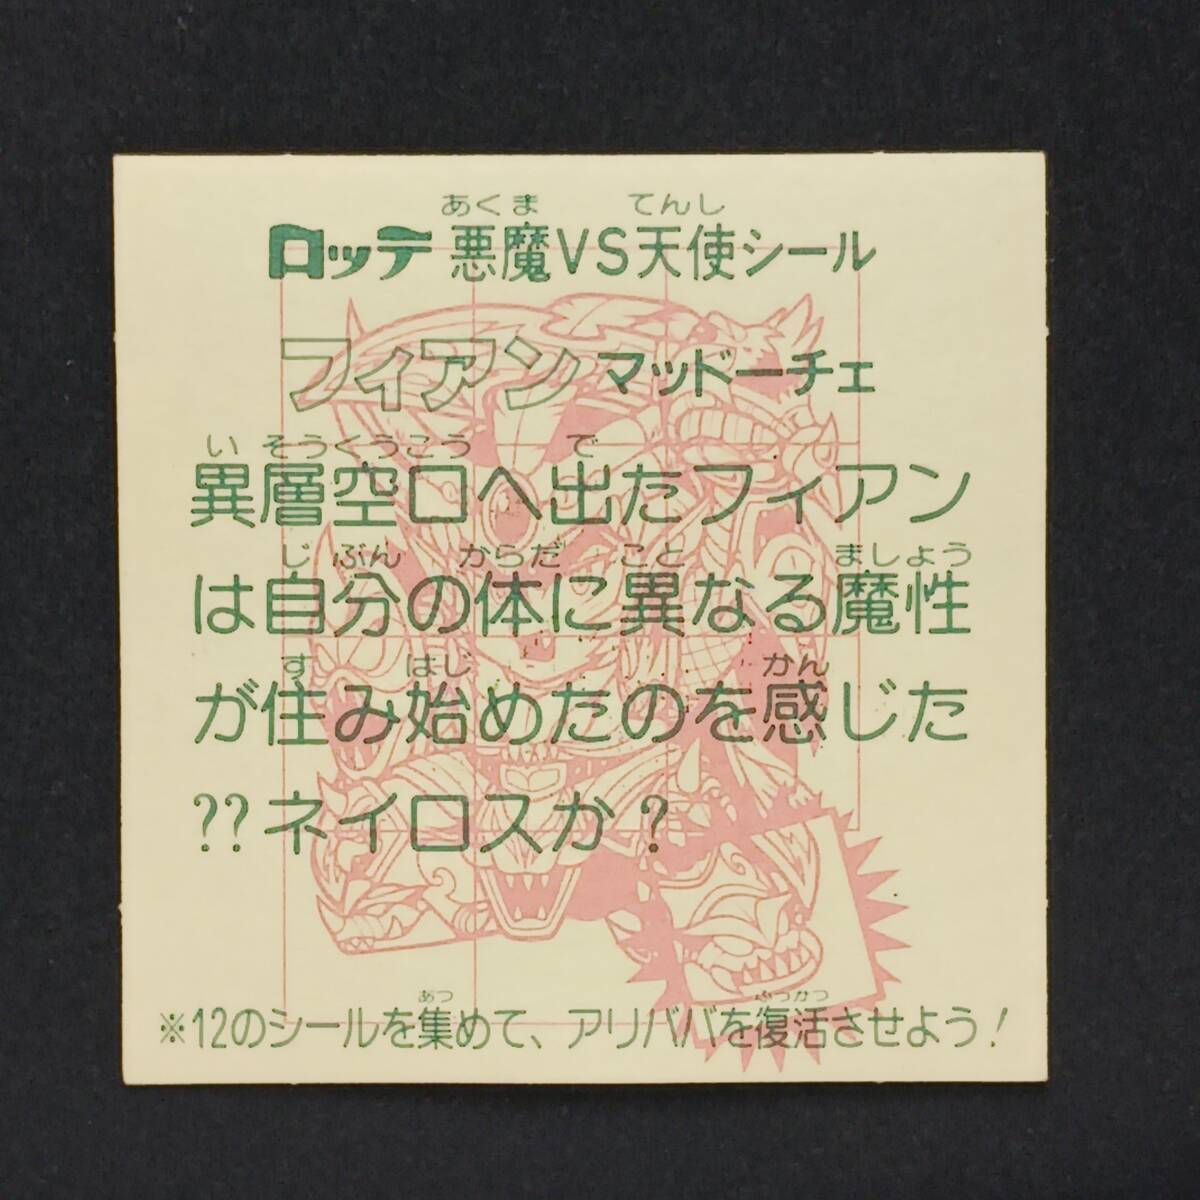 あくま てんし
ロッテ 悪魔VS天使シール
フィアン マッドーチェ
い そうくうこう で
異層空口へ出たフィアン
じ ぶん からだ こと ましょう
は自分の体に異なる魔性
す はじ かん
が住み始めたのを感じた
??ネイロスか?
あつ ふっかつ
※12のシールを集めて、アリババを復活させよう!